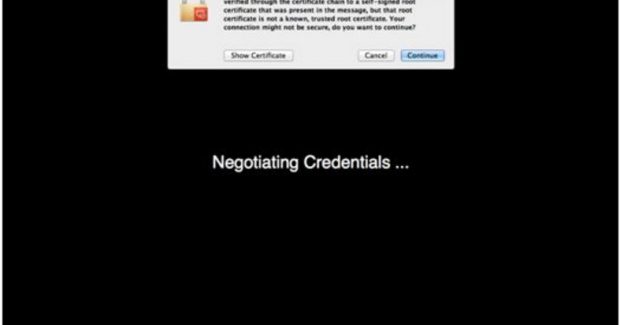 verified through the certificate chain to a self-signed root
certificate that was present in the message, but that root
certificate is not a known, trusted root certificate. Your
connection might not be secure, do you want to continue?
Show Certificate
Cancel
Continue
Negotiating Credentials ...